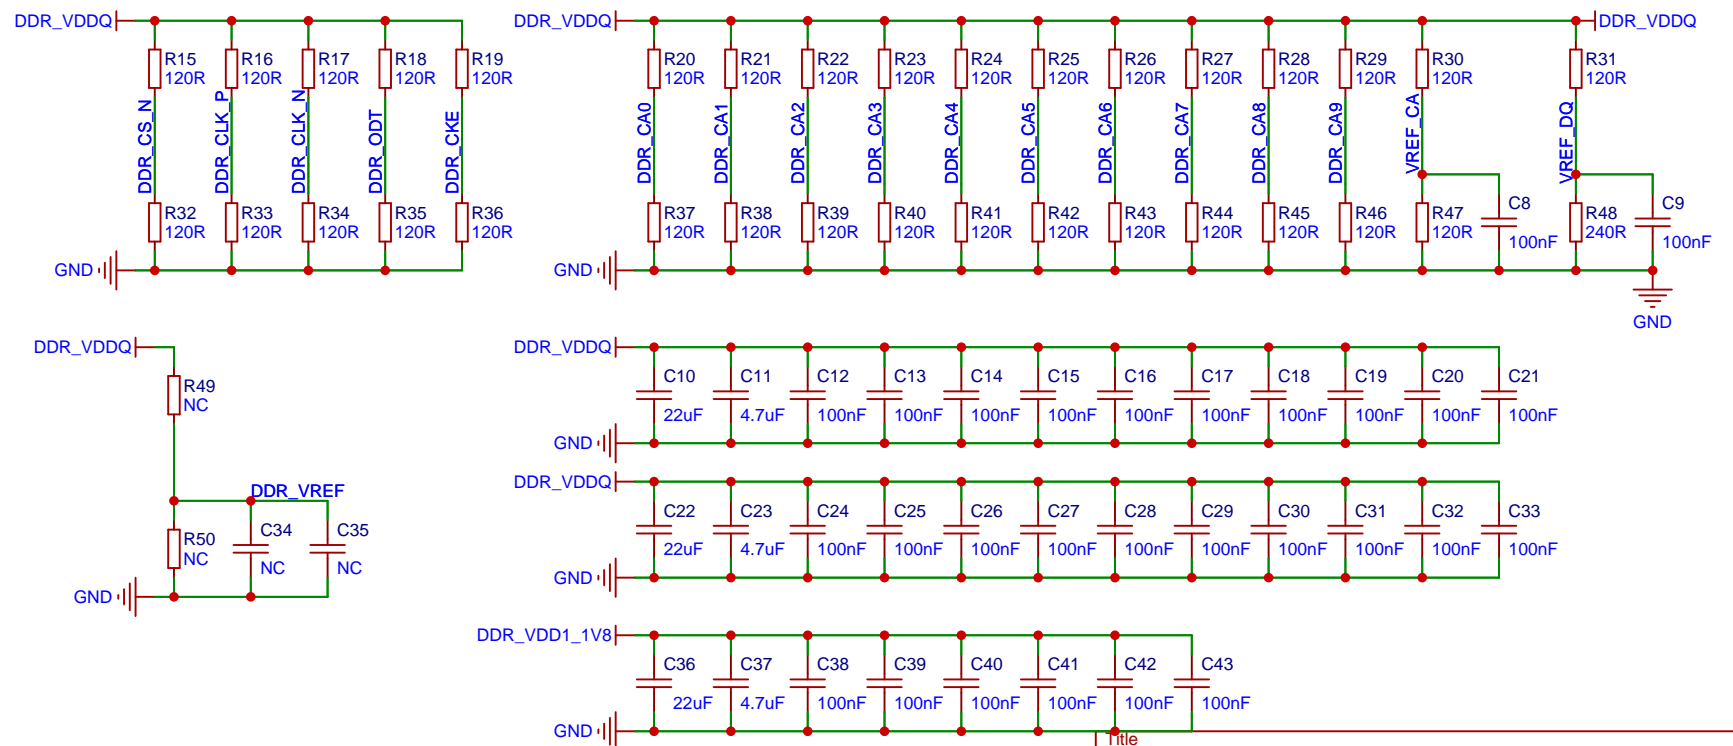 DDR_VDDQ
R15 R16 R17 R18 R19
120R 120R 120R 120R 120R
DDR_CS_N DDR_CLK_P DDR_CLK_N DDR_ODT DDR_CKE
R32 R33 R34 R35 R36
120R 120R 120R 120R 120R
GND
DDR_VDDQ DDR_VDDQ
R20 R21 R22 R23 R24 R25 R26 R27 R28 R29 R30 R31
120R 120R 120R 120R 120R 120R 120R 120R 120R 120R 120R 120R
DDR_CA0 DDR_CA1 DDR_CA2 DDR_CA3 DDR_CA4 DDR_CA5 DDR_CA6 DDR_CA7 DDR_CA8 DDR_CA9 VREF_CA VREF_DQ
R37 R38 R39 R40 R41 R42 R43 R44 R45 R46 R47 C8 R48 C9
120R 120R 120R 120R 120R 120R 120R 120R 120R 120R 120R 100nF 240R 100nF
GND
GND
DDR_VDDQ
R49
NC
DDR_VREF
R50 C34 C35
NC NC NC
GND
DDR_VDDQ
C10 C11 C12 C13 C14 C15 C16 C17 C18 C19 C20 C21
22uF 4.7uF 100nF 100nF 100nF 100nF 100nF 100nF 100nF 100nF 100nF 100nF
GND
DDR_VDDQ
C22 C23 C24 C25 C26 C27 C28 C29 C30 C31 C32 C33
22uF 4.7uF 100nF 100nF 100nF 100nF 100nF 100nF 100nF 100nF 100nF 100nF
GND
DDR_VDD1_1V8
C36 C37 C38 C39 C40 C41 C42 C43
22uF 4.7uF 100nF 100nF 100nF 100nF 100nF 100nF
GND
Title